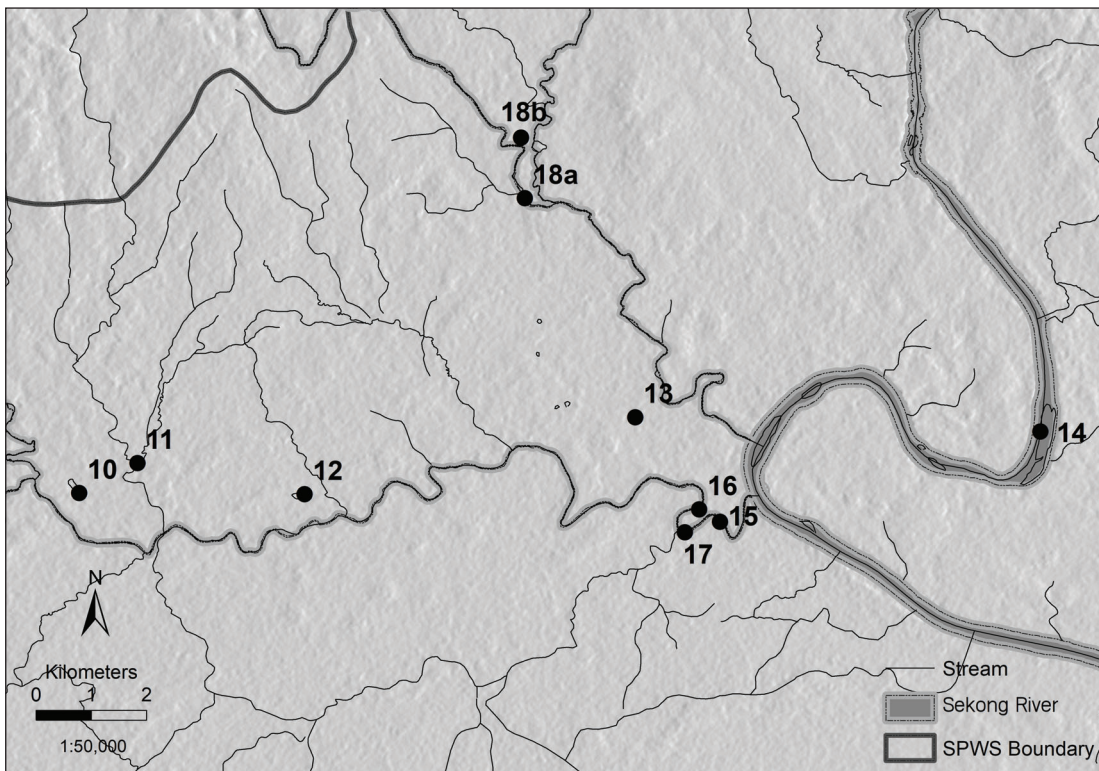 18b
18a
13
14
11
10
12
16
15
17
N
Kilometers
0 1 2
1:50,000
Stream
Sekong River
SPWS Boundary